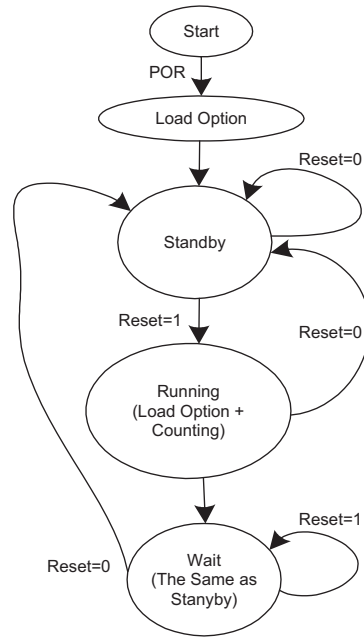 Start
POR
Load Option
Reset=0
Standby
Reset=1
Reset=0
Running
(Load Option +
Counting)
Reset=1
Wait
(The Same as
Stanyby)
Reset=0